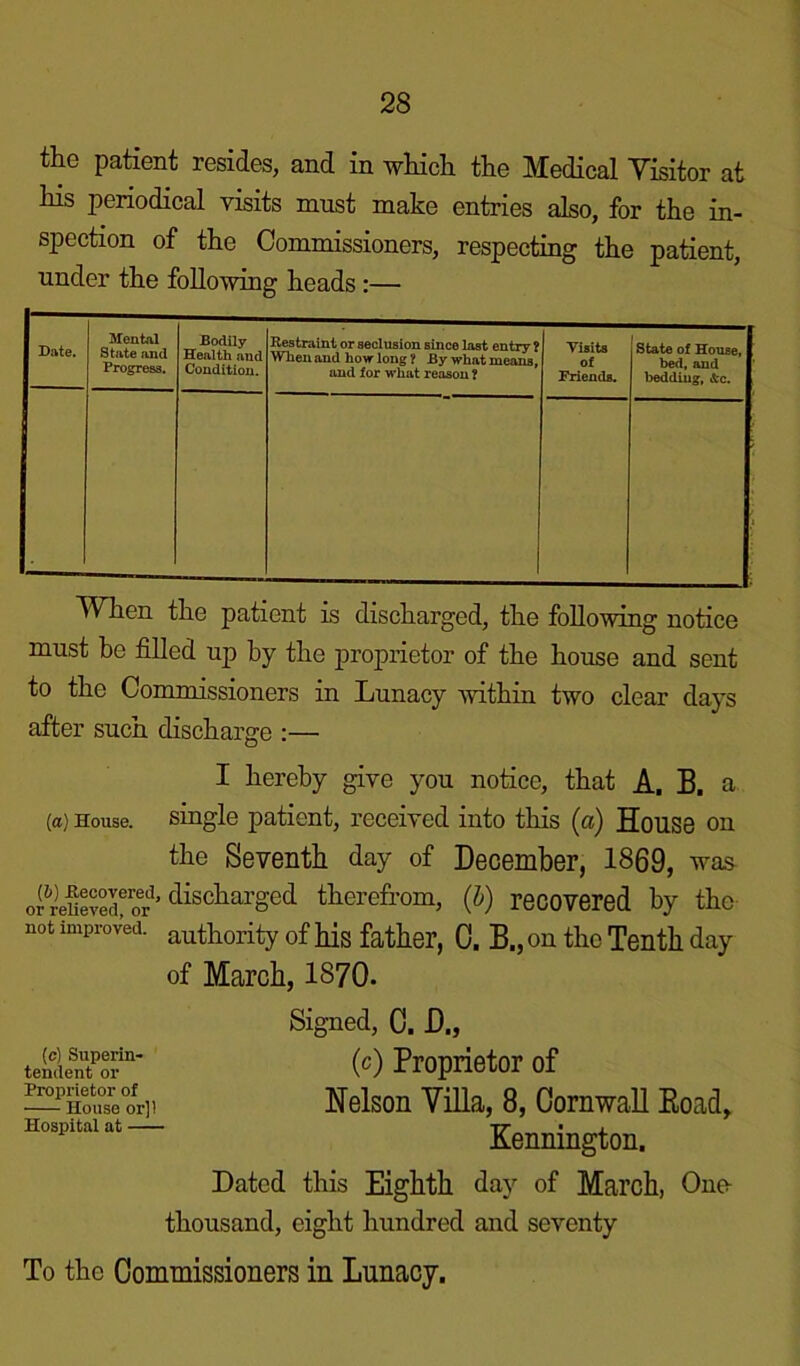 28
the patient resides, and in which the Medical Visitor at
his periodical visits must make entries also, for the in-
spection of the Commissioners, respecting the patient,
under the following heads :—
Date.
Mental
State and
Progress.
Bodily
Health and
Condition.
Restraint or seclusion since last entry?
When and how long? By what means,
and for what reason?
Visits
of
Friends.
State of House,
bed, and
bedding, &c.
When the patient is discharged, the following notice
must be filled up by the proprietor of the house and sent
to the Commissioners in Lunacy within two clear days
after such discharge :—
I hereby give you notice, that A. B. a
(a) House. single patient, received into this (a) House on
the Seventh day of December, 1869, was
(b) Recovered,
or relieved, or
not improved.
discharged therefrom, (b) recovered by the
authority of his father, C. B., on the Tenth day
of March, 1870.
Signed, C. D.,
(c) Superin-
tendent or
Proprietor of
—— House or]1
Hospital at ——
(c) Proprietor of
Nelson Villa, 8, Cornwall Road,
Kennington.
Dated this Eighth day of March, One
thousand, eight hundred and seventy
To the Commissioners in Lunacy.